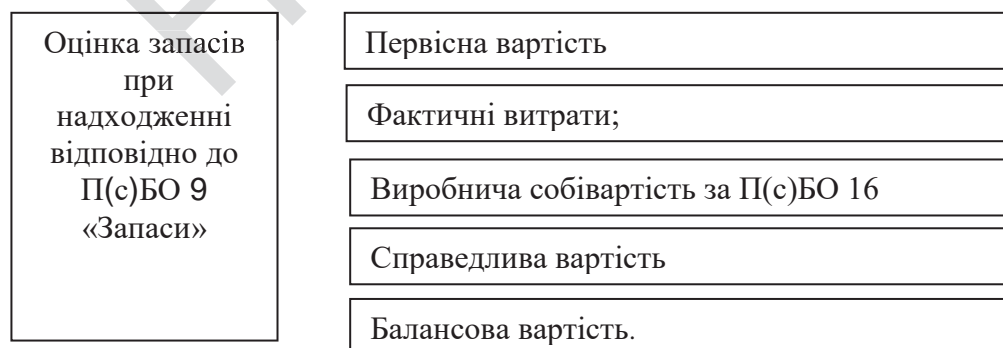 Оцінка запасів
при
надходженні
відповідно до
П(с)БО 9
«Запаси»
Первісна вартість
Фактичні витрати;
Виробнича собівартість за П(с)БО 16
Справедлива вартість
Балансова вартість.